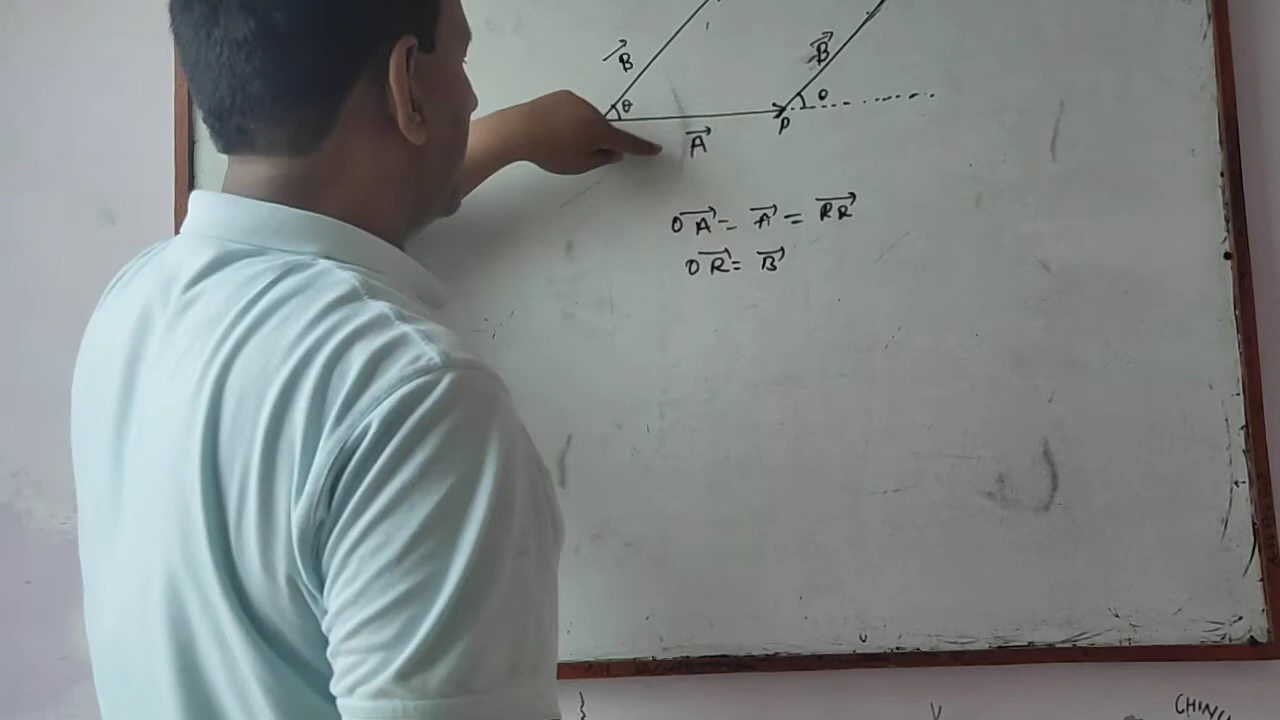 B⃗ B⃗
θ θ
A⃗ P
OA⃗ = A⃗ = RR⃗
OR⃗ = B⃗
CHIN